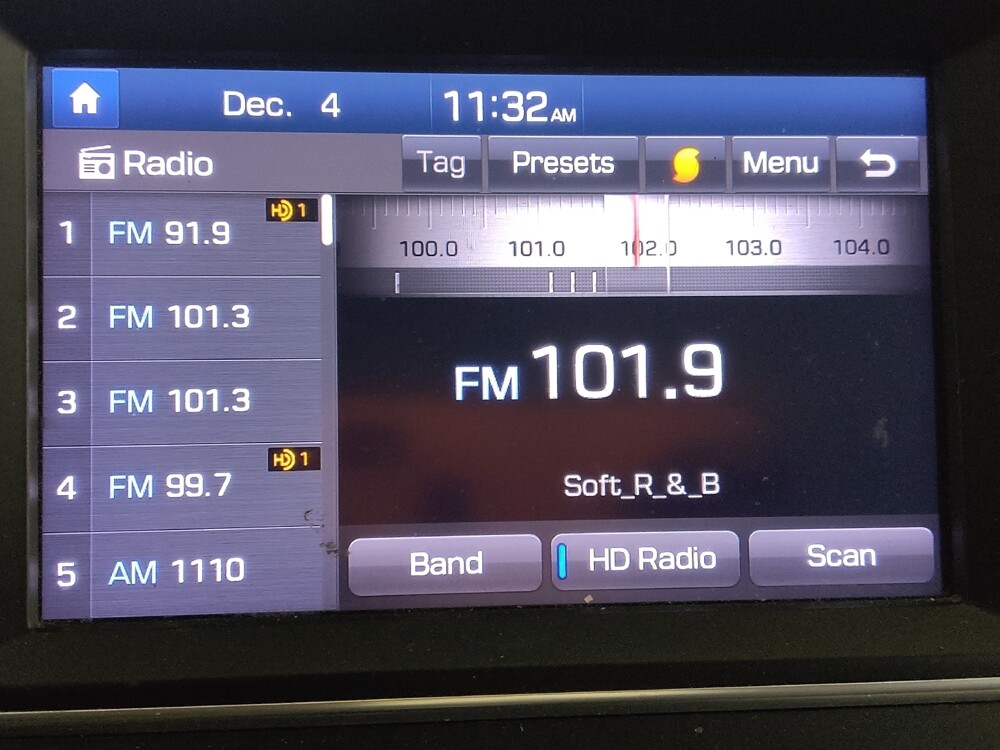 Dec. 4 11:32 AM
Radio Tag Presets Menu
1 FM 91.9 HD 1
2 FM 101.3
3 FM 101.3
4 FM 99.7 HD 1
5 AM 1110
100.0 101.0 102.0 103.0 104.0
FM 101.9
Soft_R_&_B
Band HD Radio Scan